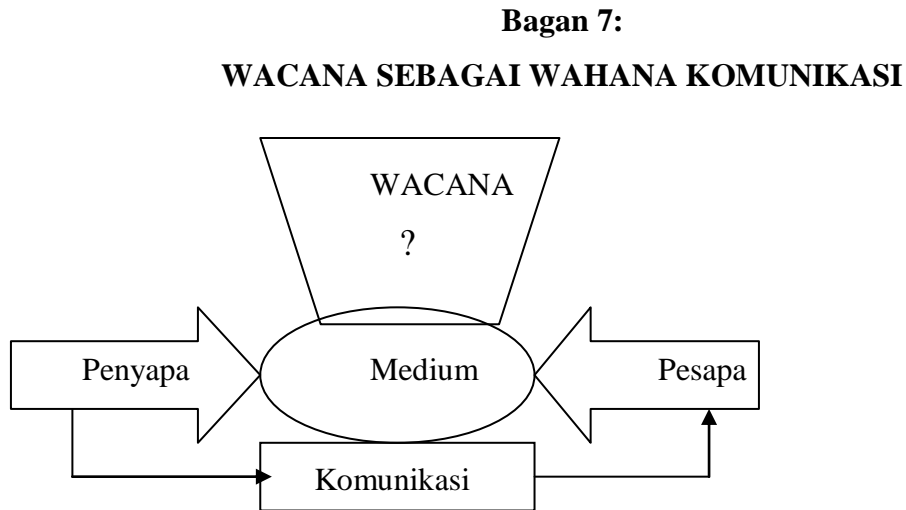 Bagan 7:
WACANA SEBAGAI WAHANA KOMUNIKASI
WACANA
?
Penyapa
Medium
Pesapa
Komunikasi